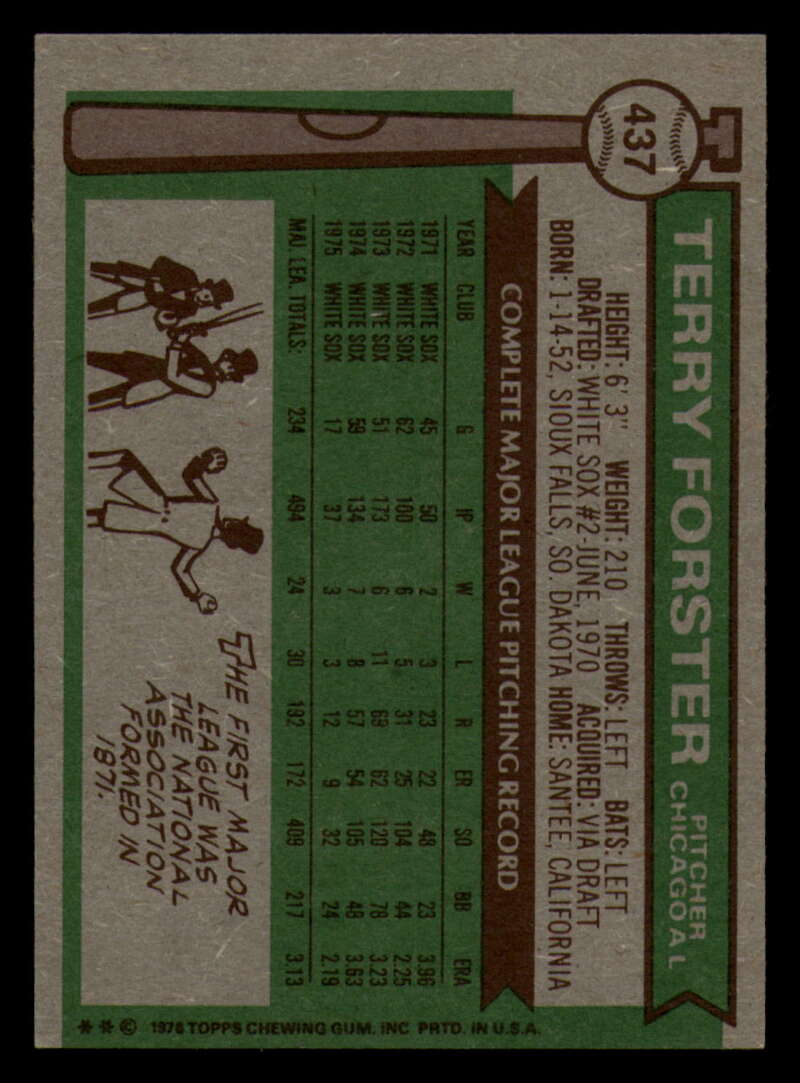 437
TERRY FORSTER
PITCHER
CHICAGO A L
HEIGHT: 6' 3" WEIGHT: 210 THROWS: LEFT BATS: LEFT
DRAFTED: WHITE SOX #2-JUNE, 1970 ACQUIRED: VIA DRAFT
BORN: 1-14-52, SIOUX FALLS, SO. DAKOTA HOME: SANTEE, CALIFORNIA
COMPLETE MAJOR LEAGUE PITCHING RECORD
YEAR CLUB G IP W L R ER SO BB ERA
1971 WHITE SOX 45 50 2 3 23 22 48 23 3.96
1972 WHITE SOX 62 100 6 5 31 25 104 44 2.25
1973 WHITE SOX 51 173 6 11 69 62 120 78 3.23
1974 WHITE SOX 59 134 7 8 57 54 105 48 3.63
1975 WHITE SOX 17 37 3 3 12 9 32 24 2.19
MAJ. LEA. TOTALS: 234 494 24 30 192 172 409 217 3.13
THE FIRST MAJOR
LEAGUE WAS
THE NATIONAL
ASSOCIATION
FORMED IN
1871.
** © 1976 TOPPS CHEWING GUM, INC PRTD. IN U.S.A.